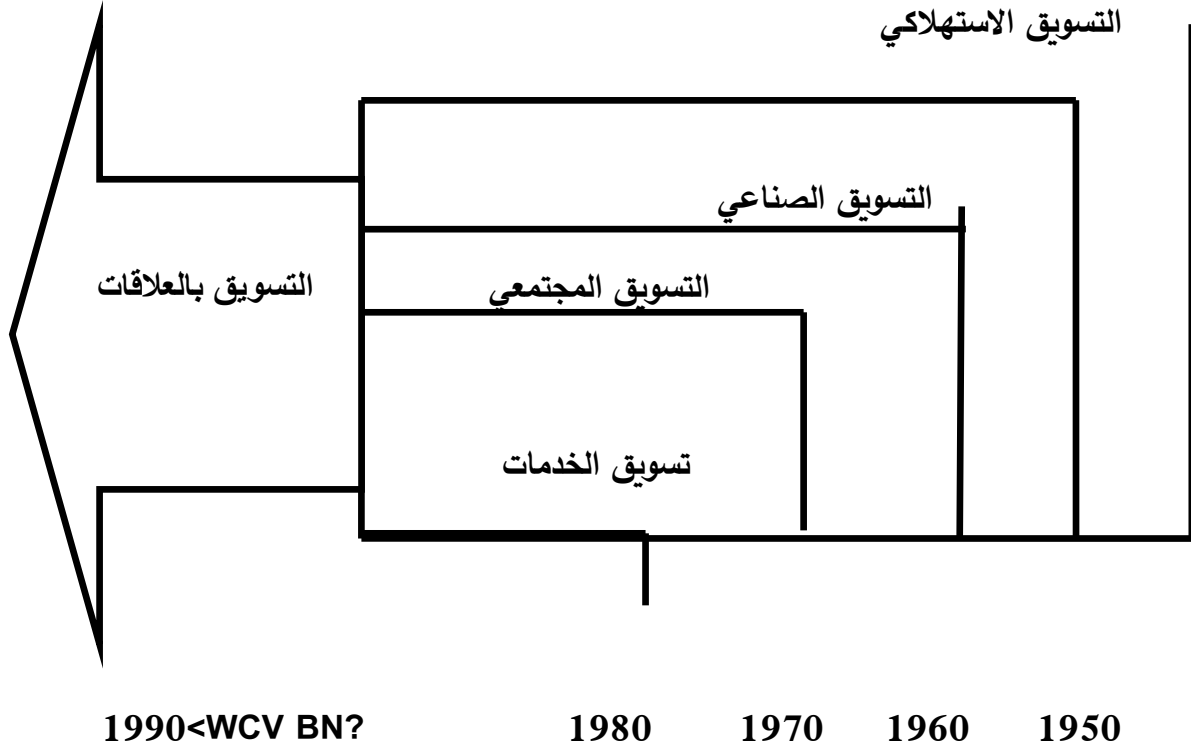 التسويق الاستهلاكي
التسويق الصناعي
التسويق المجتمعي
التسويق بالعلاقات
تسويق الخدمات
1990<WCV BN? 1980 1970 1960 1950